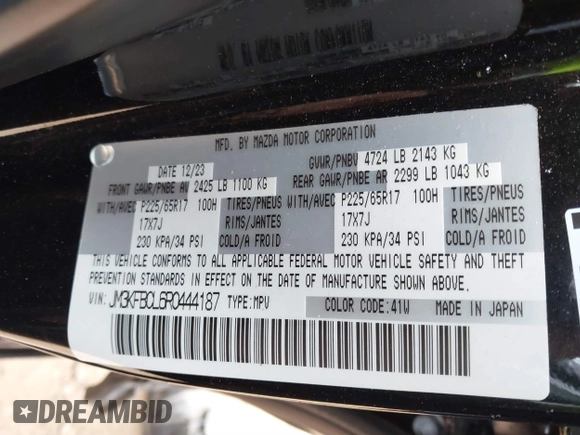 MFD. BY MAZDA MOTOR CORPORATION
DATE 12/23 GVWR/PNBV 4724 LB 2143 KG
FRONT GAWR/PNBE AV 2425 LB 1100 KG REAR GAWR/PNBE AR 2299 LB 1043 KG
WITH/AVEC P225/65R17 100H TIRES/PNEUS WITH/AVEC P225/65R17 100H TIRES/PNEUS
17X7J RIMS/JANTES 17X7J RIMS/JANTES
230 KPA/34 PSI COLD/A FROID 230 KPA/34 PSI COLD/A FROID
THIS VEHICLE CONFORMS TO ALL APPLICABLE FEDERAL MOTOR VEHICLE SAFETY AND THEFT
PREVENTION STANDARDS IN EFFECT ON THE DATE OF MANUFACTURE SHOWN ABOVE.
VIN: JM3KFBCL6R0444187 TYPE:MPV COLOR CODE:41W MADE IN JAPAN
DREAMBID